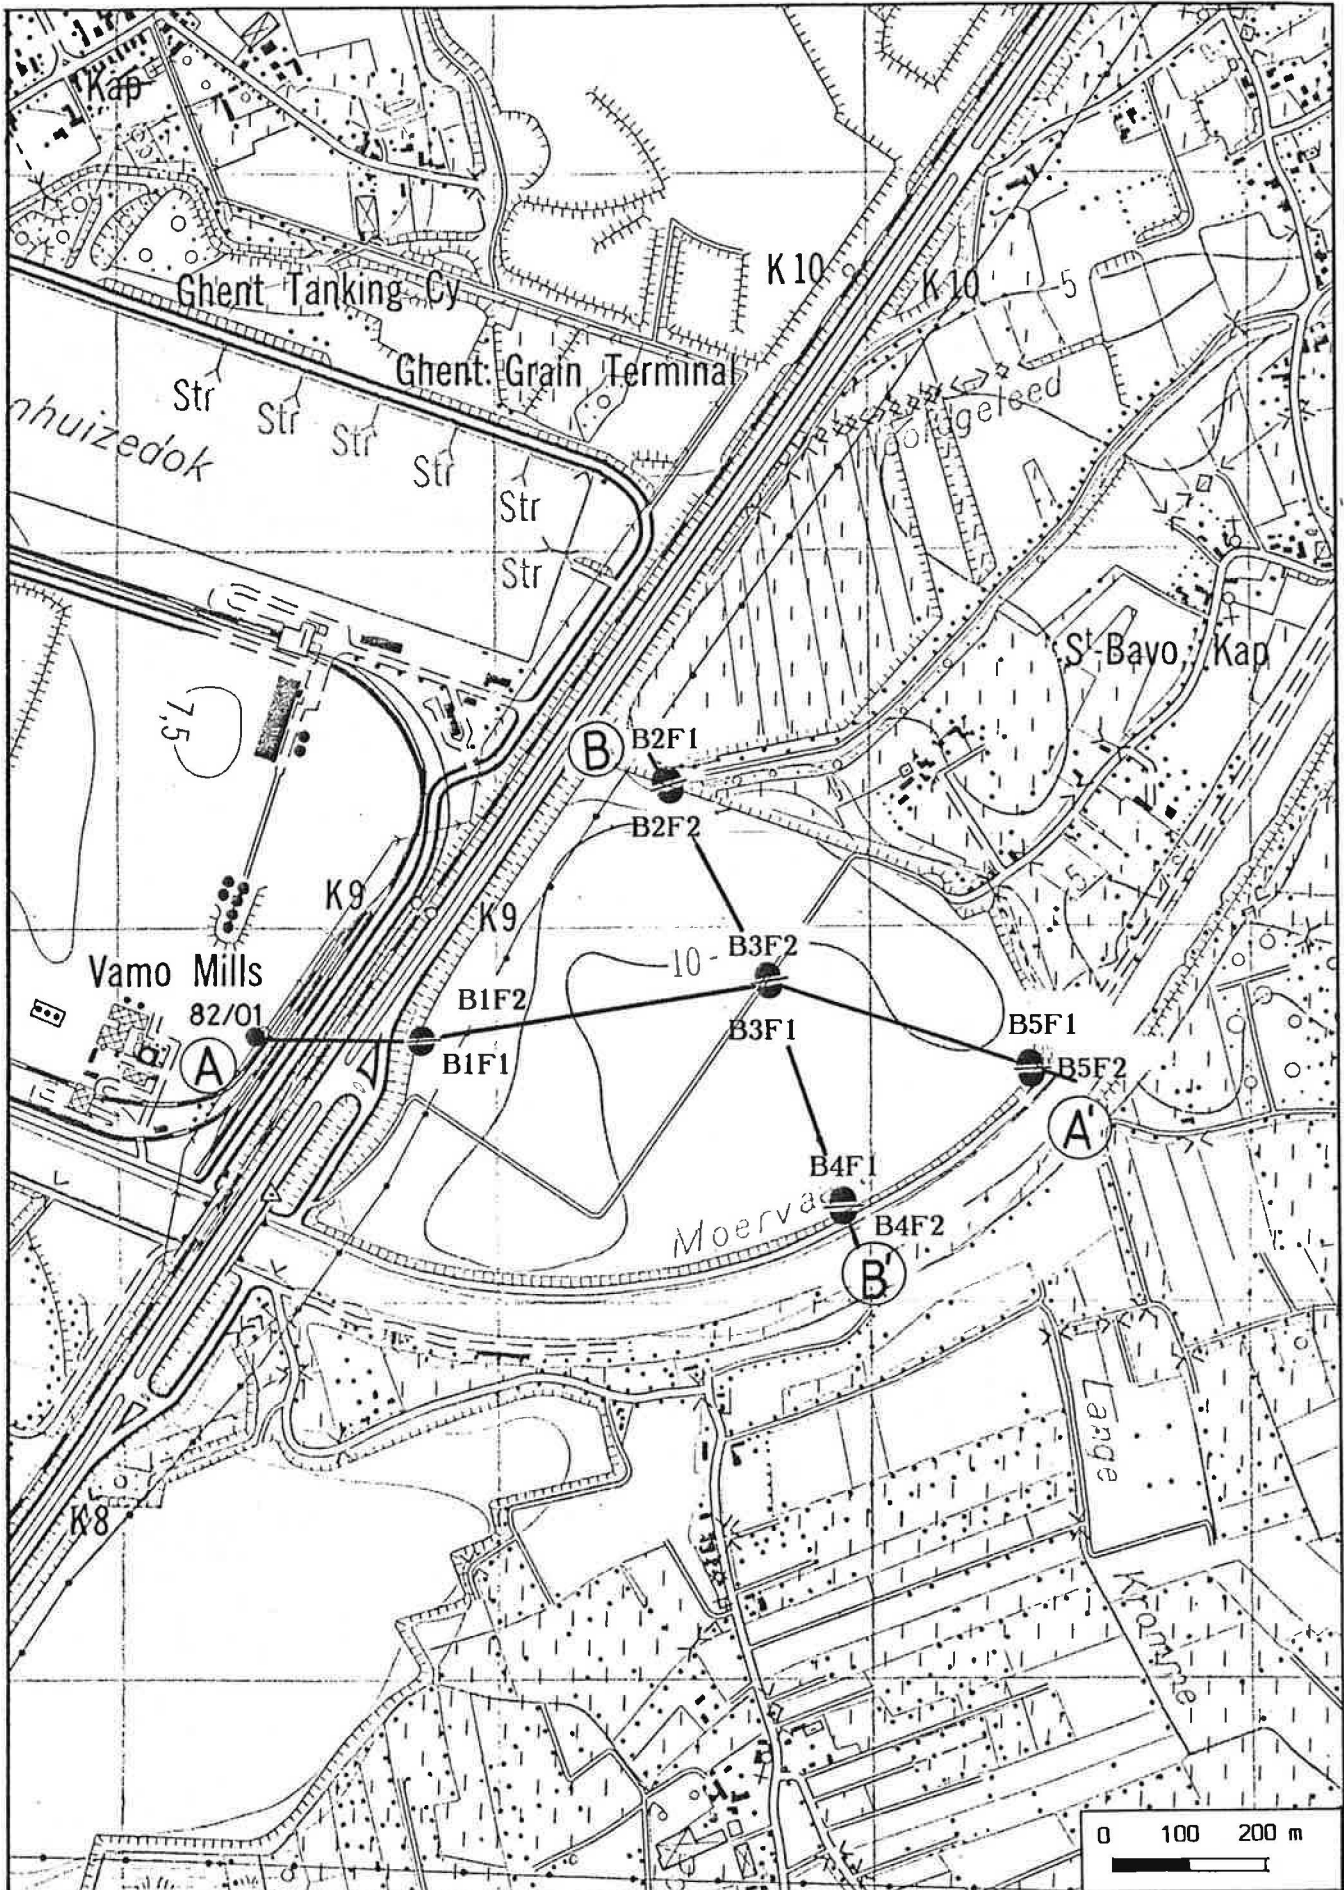 Kap
Ghent Tanking Cy
K 10
K 10
5
Ghent Grain Terminal
Str
Str
Str
Str
Str
Str
nhuizedok
St-Bavo, Kap
7,5
B
B2F1
B2F2
5
K9
K9
Vamo Mills
82/01
A
B1F2
B1F1
10
B3F2
B3F1
B5F1
B5F2
A'
B4F1
B4F2
B'
Moerva
Lange
Kromme
K8
0 100 200 m